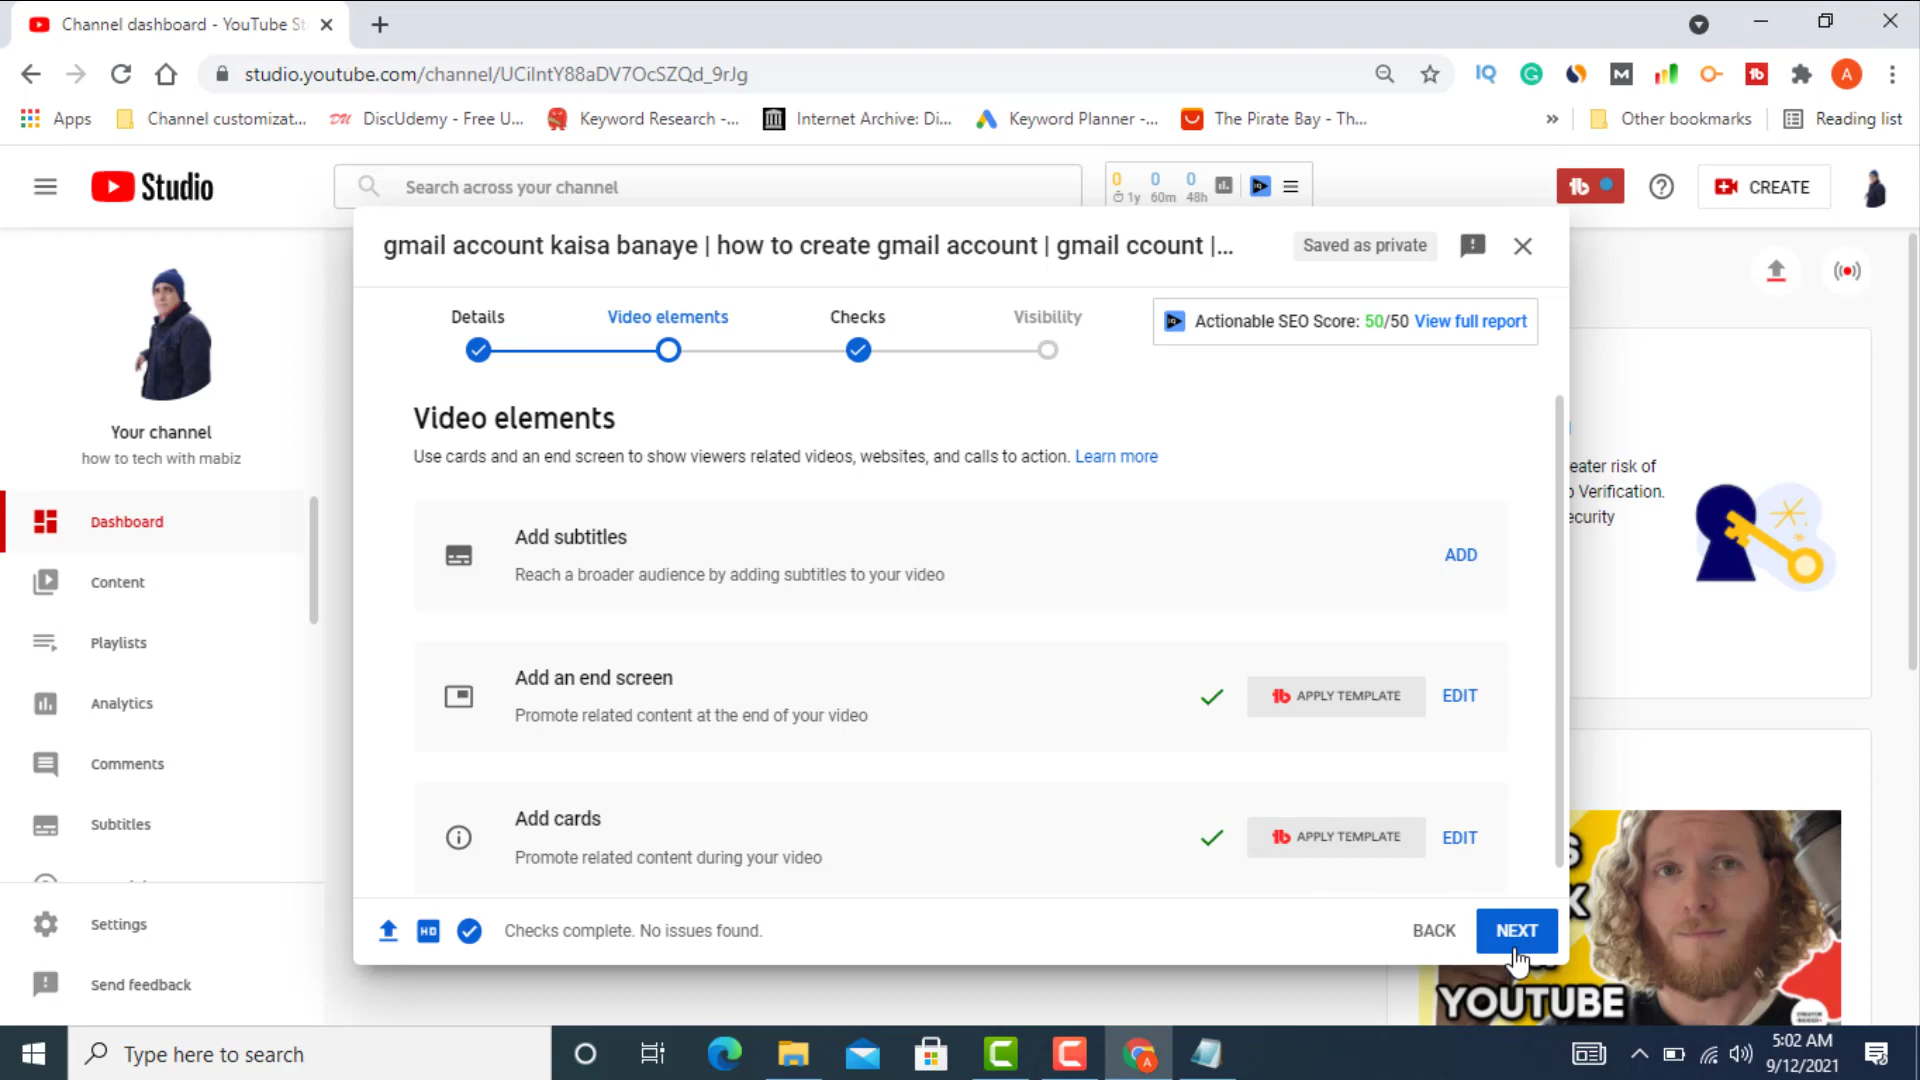 Channel dashboard - YouTube St
studio.youtube.com/channel/UCiIntY88aDV7OcSZQd_9rJg
Apps
Channel customizat...
DiscUdemy - Free U...
Keyword Research -...
Internet Archive: Di...
Keyword Planner -...
The Pirate Bay - Th...
»
Other bookmarks
Reading list
Studio
Search across your channel
0 0 0
1y 60m 48h
CREATE
gmail account kaisa banaye | how to create gmail account | gmail ccount |...
Saved as private
Details
Video elements
Checks
Visibility
Actionable SEO Score: 50/50 View full report
Video elements
Use cards and an end screen to show viewers related videos, websites, and calls to action. Learn more
Add subtitles
Reach a broader audience by adding subtitles to your video
ADD
Add an end screen
Promote related content at the end of your video
APPLY TEMPLATE
EDIT
Add cards
Promote related content during your video
APPLY TEMPLATE
EDIT
HD
Checks complete. No issues found.
BACK
NEXT
Your channel
how to tech with mabiz
Dashboard
Content
Playlists
Analytics
Comments
Subtitles
Settings
Send feedback
eater risk of
Verification.
ecurity
YOUTUBE
Type here to search
5:02 AM
9/12/2021